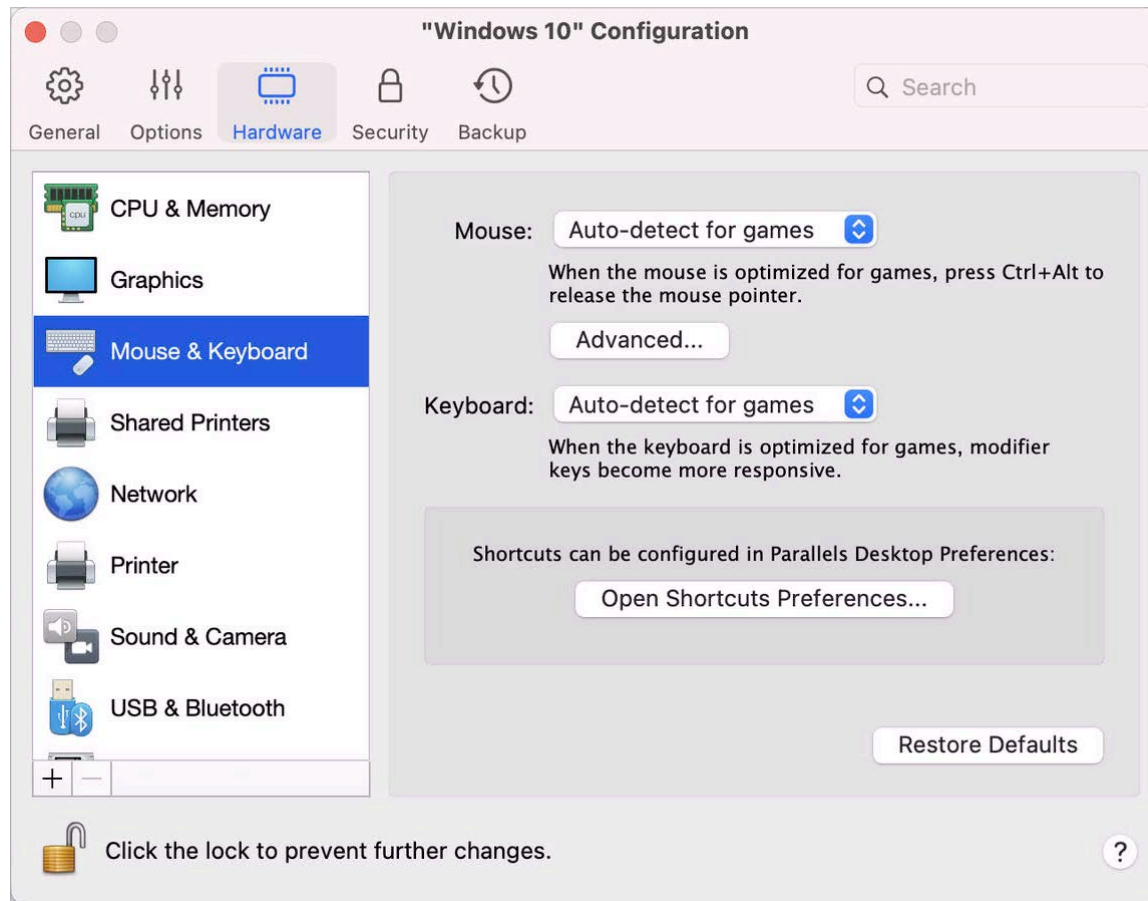 "Windows 10" Configuration
General
Options
Hardware
Security
Backup
Search
CPU & Memory
Graphics
Mouse & Keyboard
Shared Printers
Network
Printer
Sound & Camera
USB & Bluetooth
Mouse: Auto-detect for games
When the mouse is optimized for games, press Ctrl+Alt to
release the mouse pointer.
Advanced...
Keyboard: Auto-detect for games
When the keyboard is optimized for games, modifier
keys become more responsive.
Shortcuts can be configured in Parallels Desktop Preferences:
Open Shortcuts Preferences...
Restore Defaults
Click the lock to prevent further changes.
?